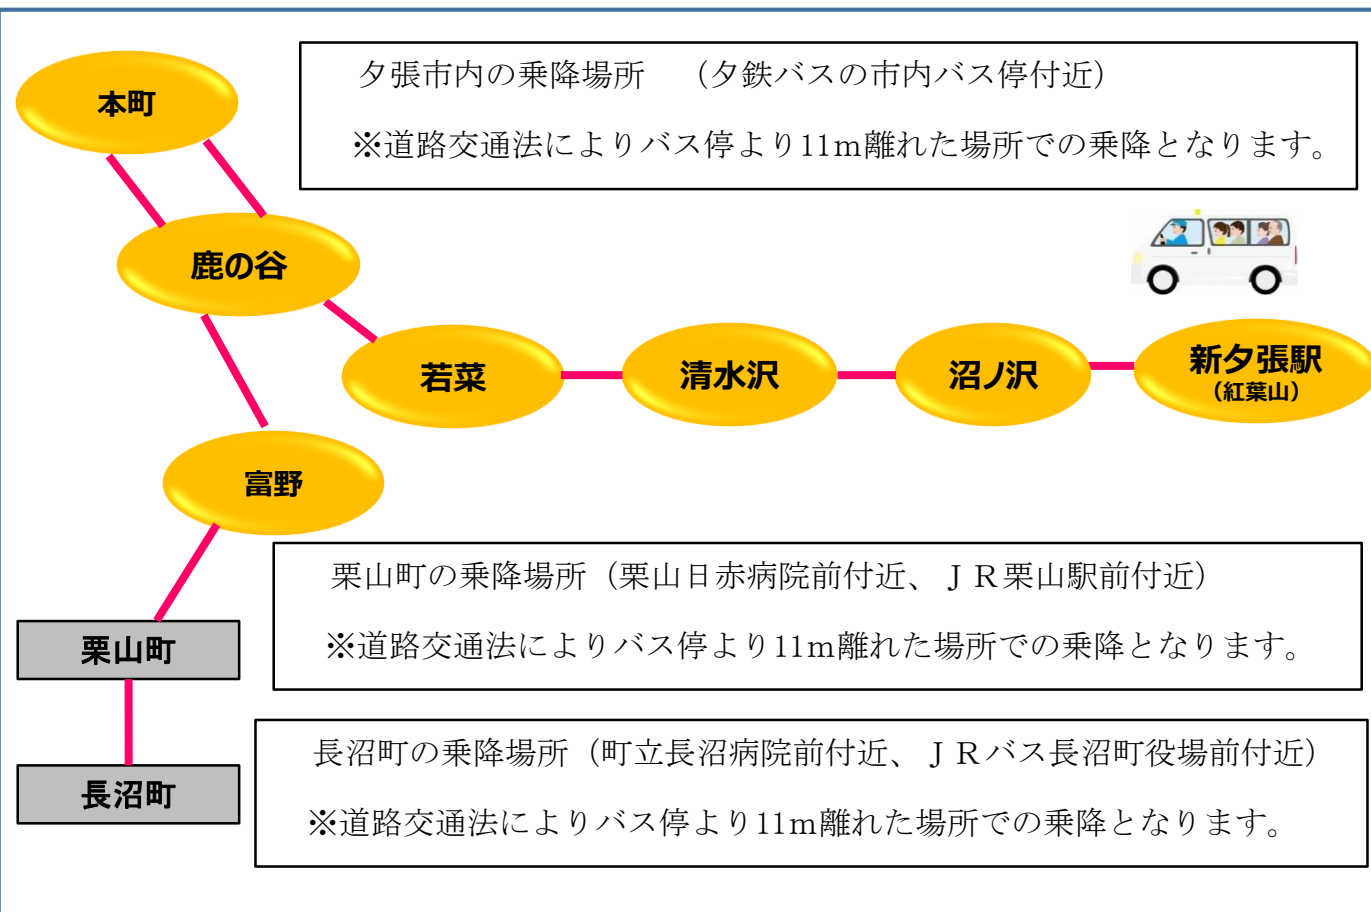 夕張市内の乗降場所　（夕鉄バスの市内バス停付近）
※道路交通法によりバス停より11m離れた場所での乗降となります。
本町
鹿の谷
若菜
清水沢
沼ノ沢
新夕張駅
（紅葉山）
富野
栗山町の乗降場所（栗山日赤病院前付近、ＪＲ栗山駅前付近）
※道路交通法によりバス停より11m離れた場所での乗降となります。
栗山町
長沼町の乗降場所（町立長沼病院前付近、ＪＲバス長沼町役場前付近）
※道路交通法によりバス停より11m離れた場所での乗降となります。
長沼町